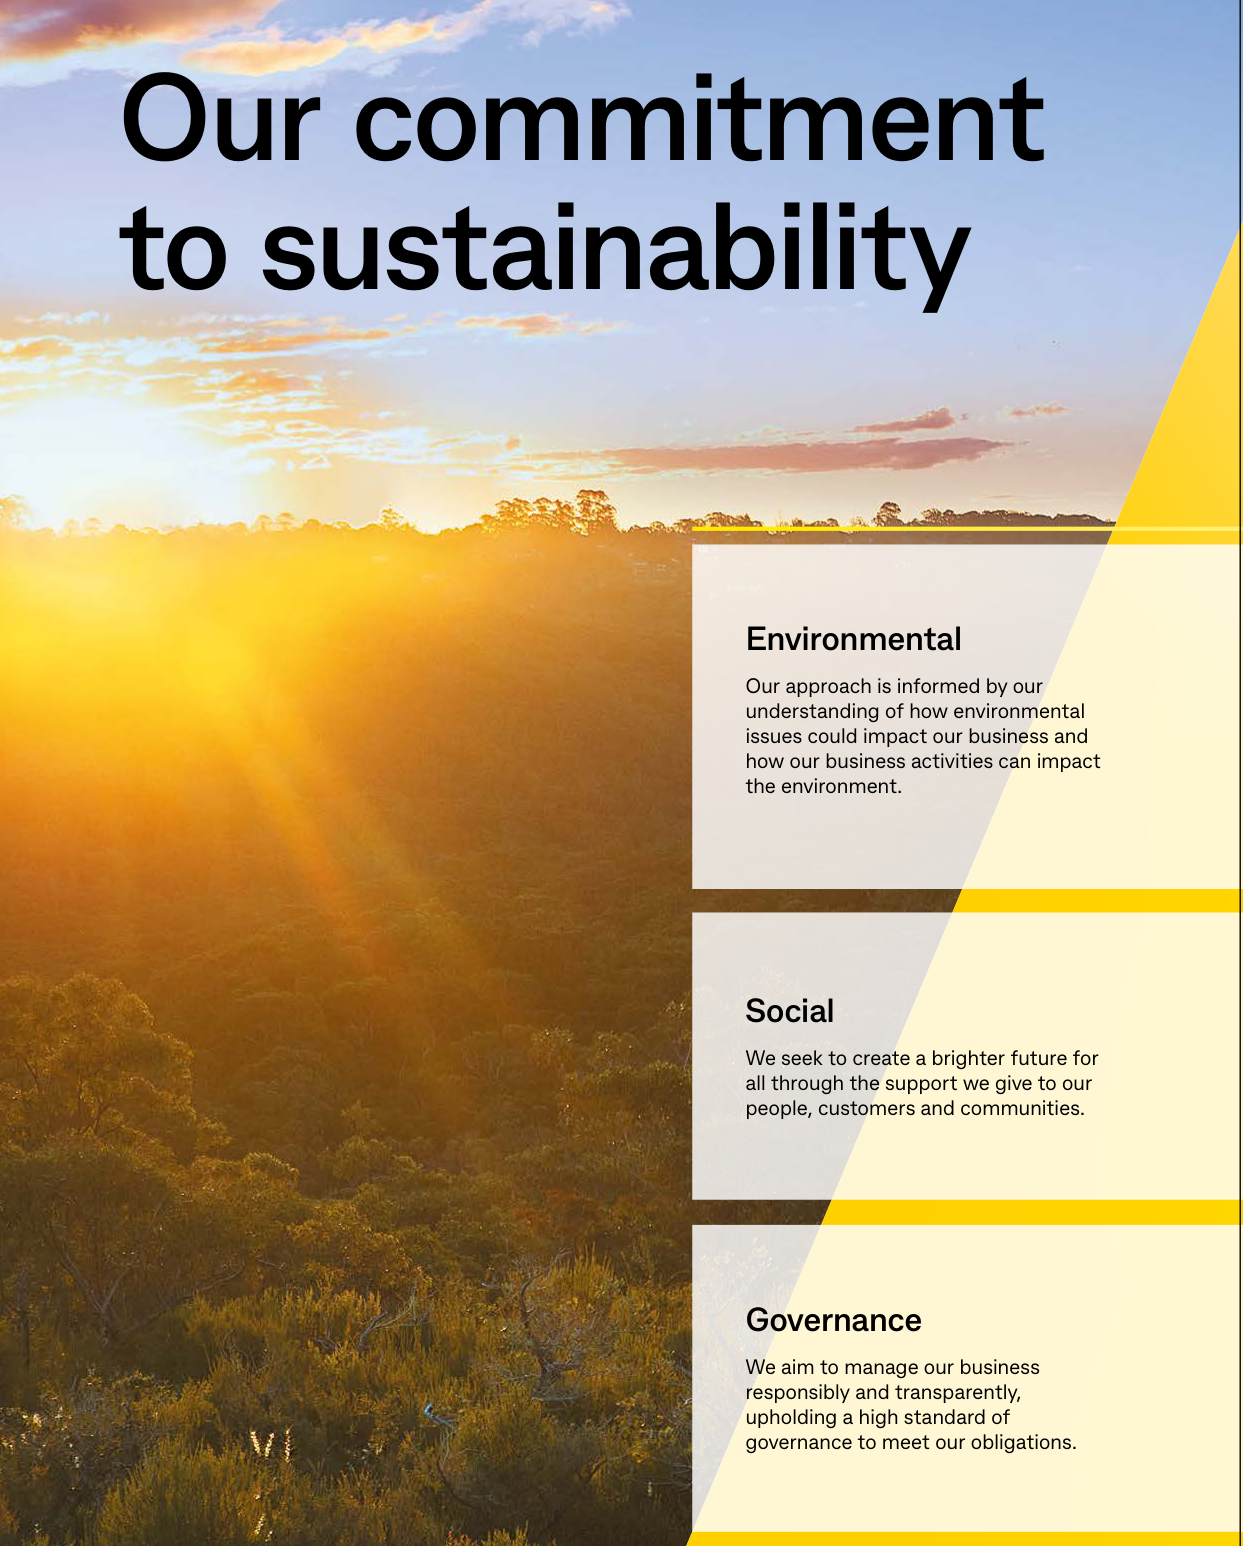 Our commitment
to sustainability
Environmental
Our approach is informed by our
understanding of how environmental
issues could impact our business and
how our business activities can impact
the environment.
Social
We seek to create a brighter future for
all through the support we give to our
people, customers and communities.
Governance
We aim to manage our business
responsibly and transparently,
upholding a high standard of
governance to meet our obligations.